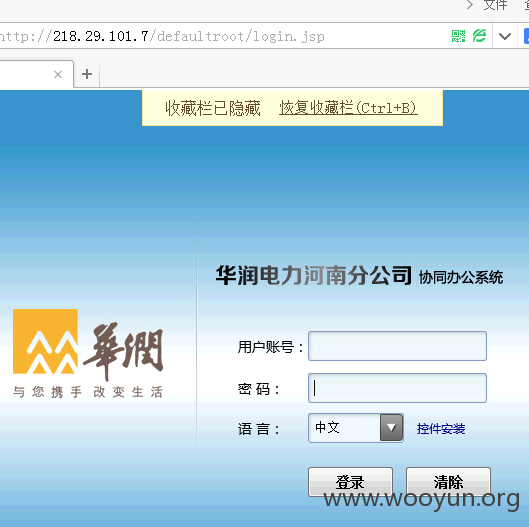 文件
http://218.29.101.7/defaultroot/login.jsp
收藏栏已隐藏 恢复收藏栏(Ctrl+B)
华润电力河南分公司 协同办公系统
華潤
与您携手 改变生活
用户账号：
密 码：
语 言： 中文 控件安装
登录 清除
www.wooyun.org